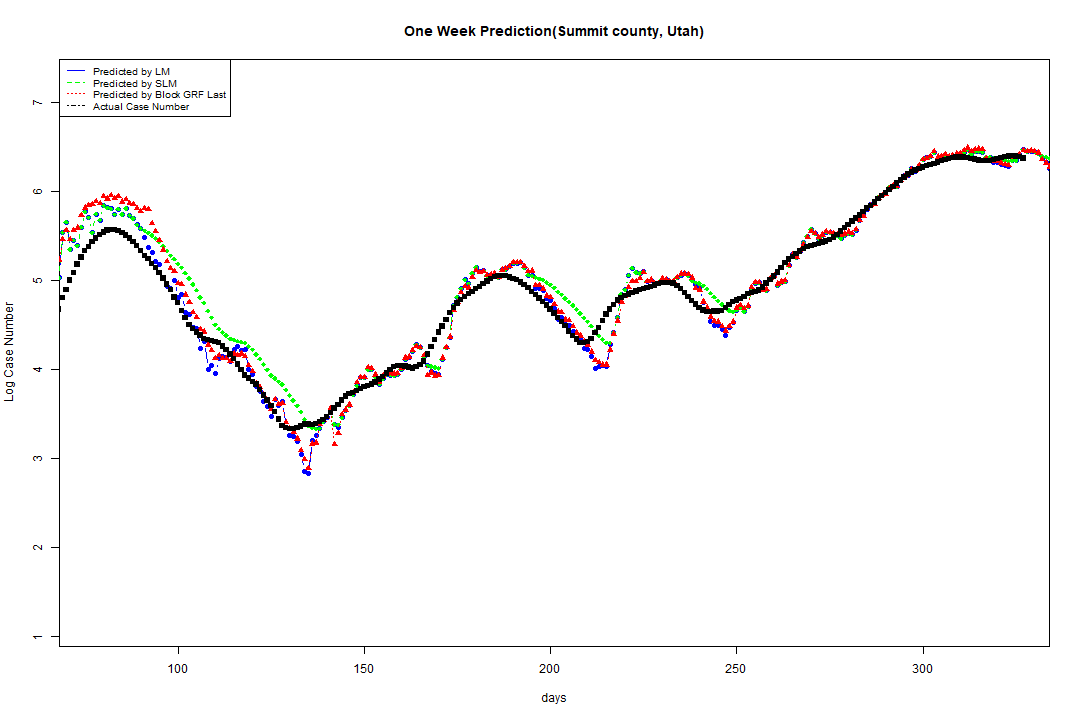 One Week Prediction(Summit county, Utah)
Predicted by LM
Predicted by SLM
Predicted by Block GRF Last
Actual Case Number
7
6
5
4
3
2
1
Log Case Number
100 150 200 250 300
days